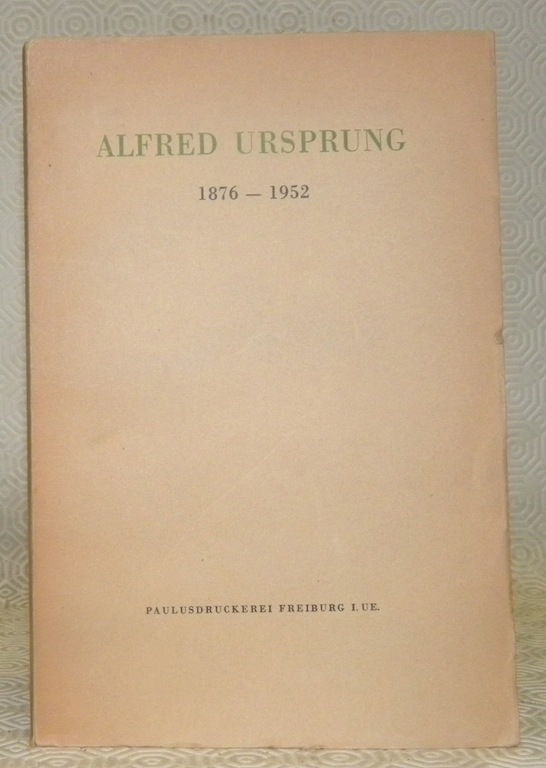 ALFRED URSPRUNG
1876 — 1952
PAULUSDRUCKEREI FREIBURG I. UE.